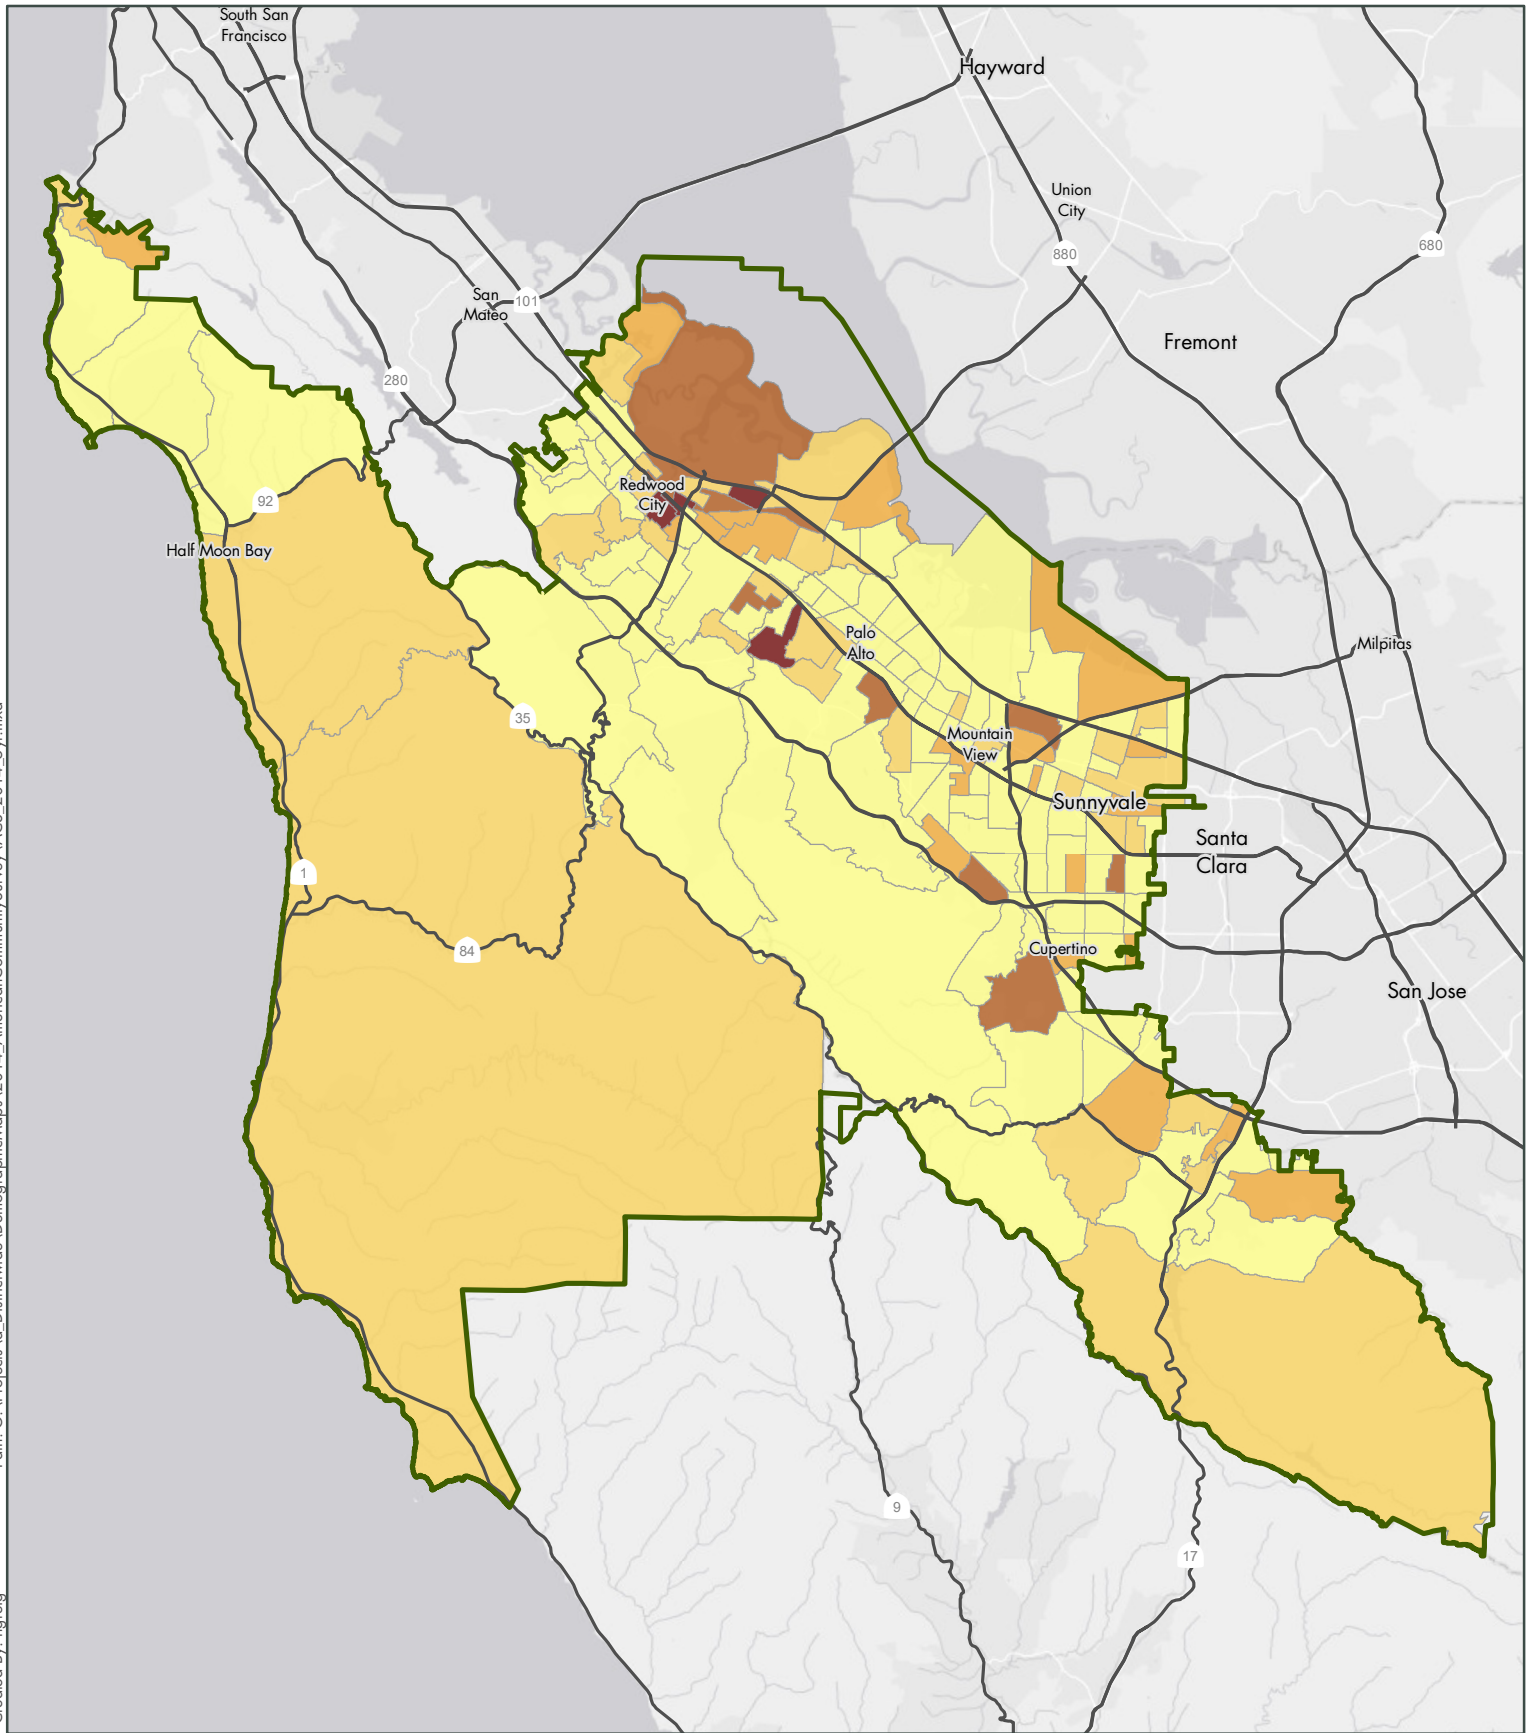 South San
Francisco
Hayward
Union
City
880
680
San
Mateo
101
Fremont
280
Redwood
City
92
Half Moon Bay
Palo
Alto
Milpitas
35
Mountain
View
Sunnyvale
Santa
Clara
1
84
Cupertino
San Jose
9
17